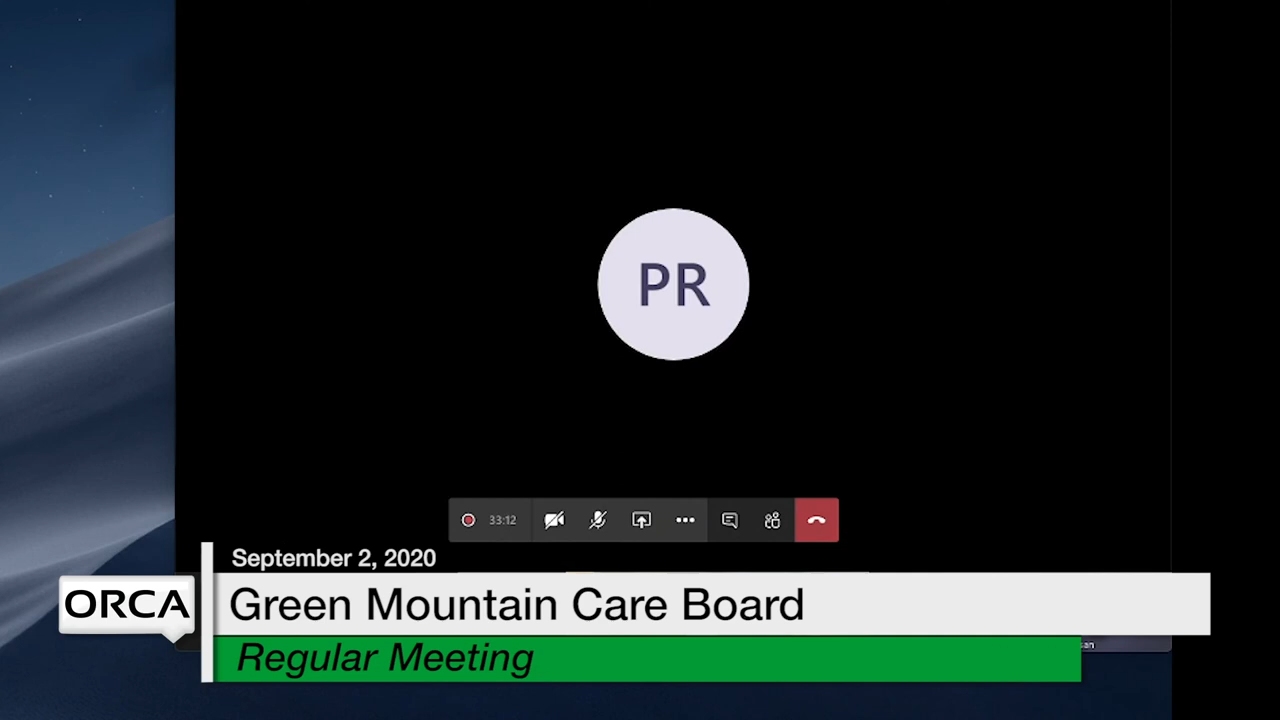 PR
33:12
September 2, 2020
ORCA
Green Mountain Care Board
Regular Meeting